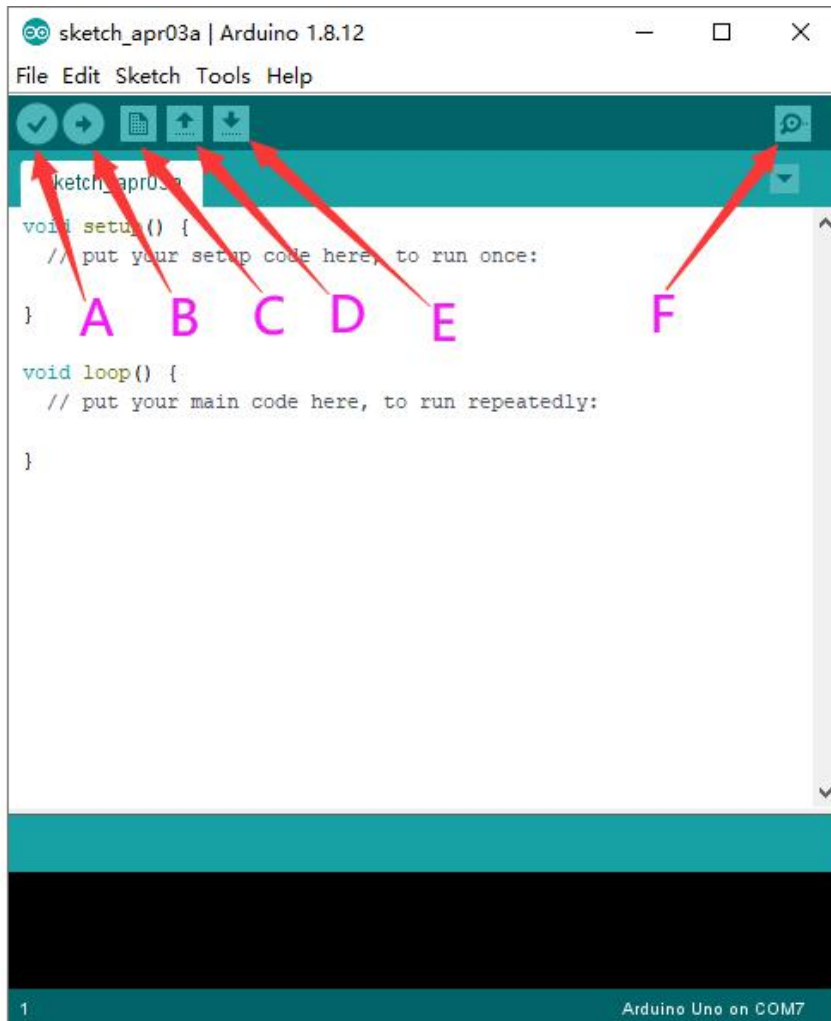 sketch_apr03a | Arduino 1.8.12
File Edit Sketch Tools Help
sketch_apr03a
void setup() {
  // put your setup code here, to run once:
}
A B C D E F
void loop() {
  // put your main code here, to run repeatedly:
}
1 Arduino Uno on COM7